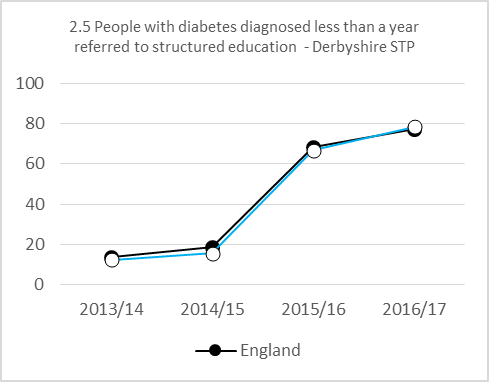 2.5 People with diabetes diagnosed less than a year
referred to structured education  - Derbyshire STP
100
80
60
40
20
0
2013/14 2014/15 2015/16 2016/17
England